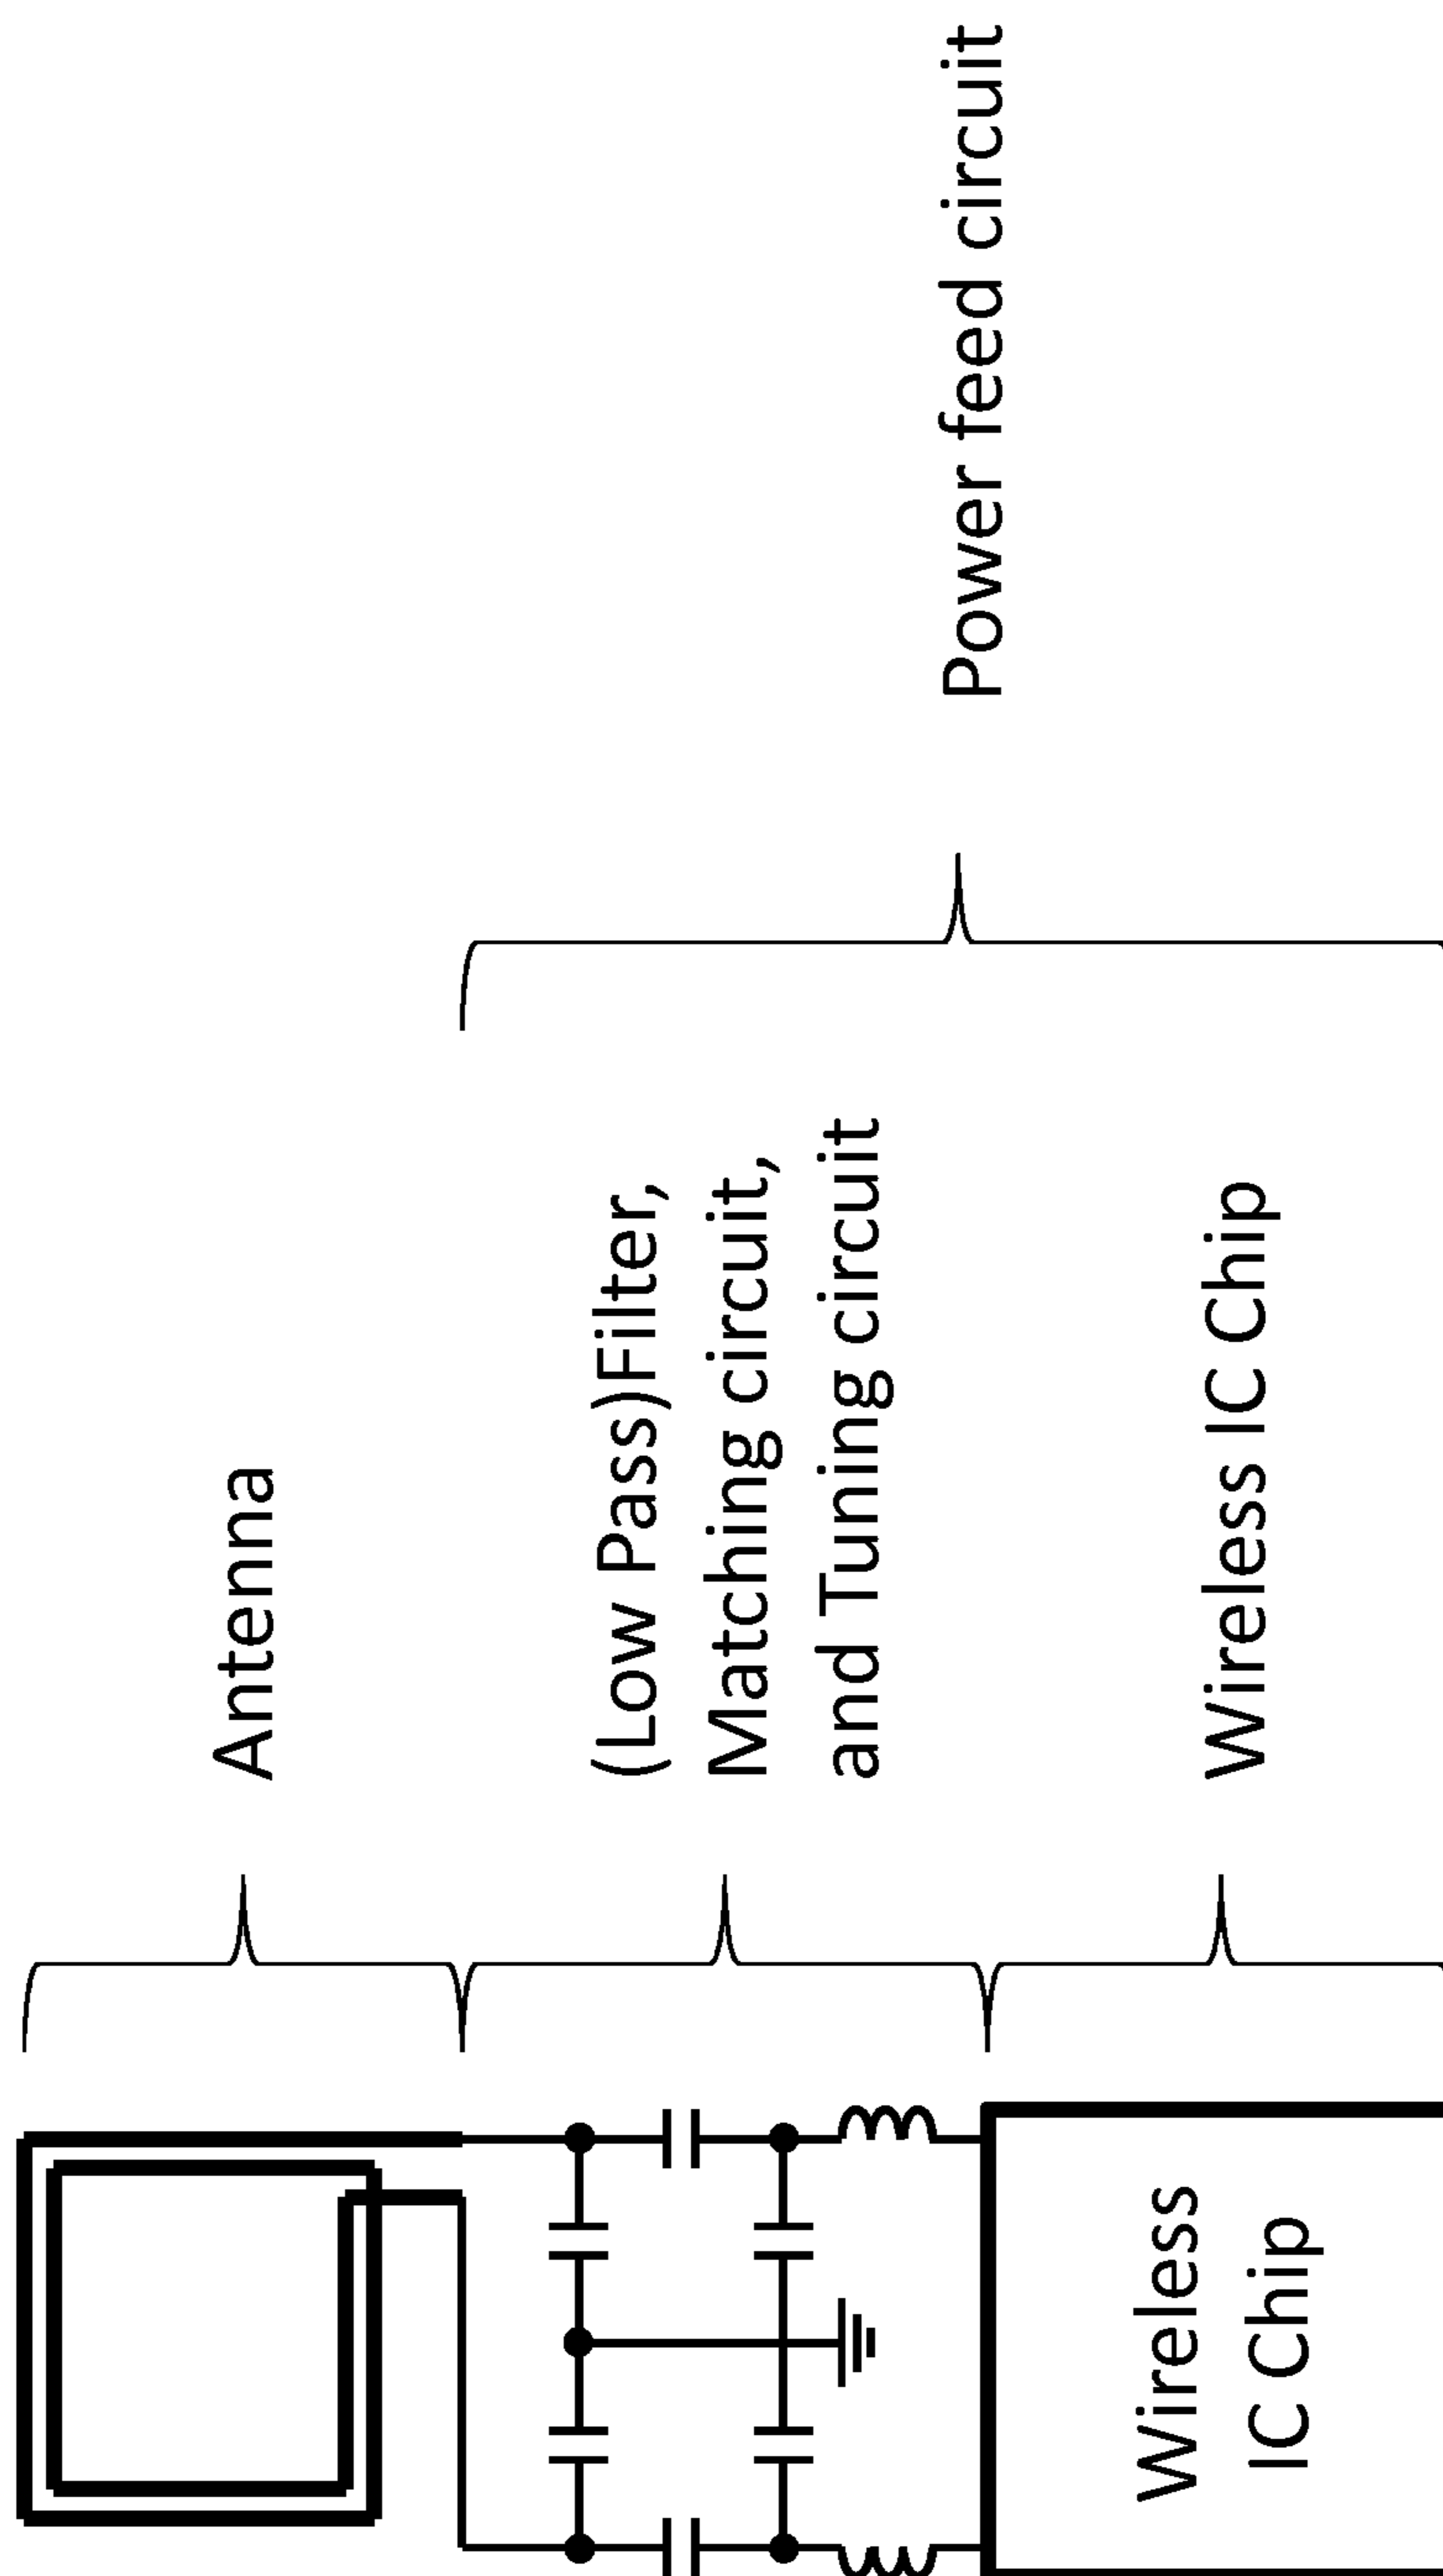 Antenna
(Low Pass)Filter,
Matching circuit,
and Tuning circuit
Wireless IC Chip
Power feed circuit
Wireless
IC Chip